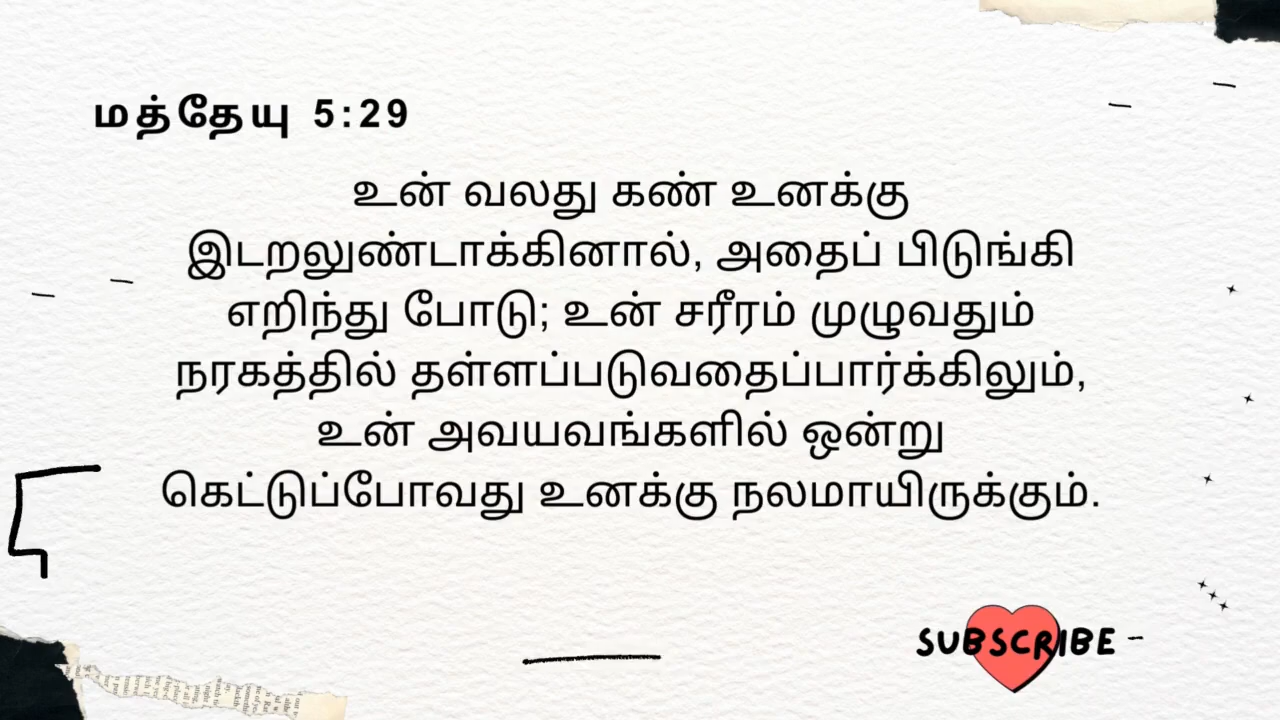 மத்தேயு 5:29
உன் வலது கண் உனக்கு
இடறலுண்டாக்கினால், அதைப் பிடுங்கி
எறிந்து போடு; உன் சரீரம் முழுவதும்
நரகத்தில் தள்ளப்படுவதைப்பார்க்கிலும்,
உன் அவயவங்களில் ஒன்று
கெட்டுப்போவது உனக்கு நலமாயிருக்கும்.
SUBSCRIBE -